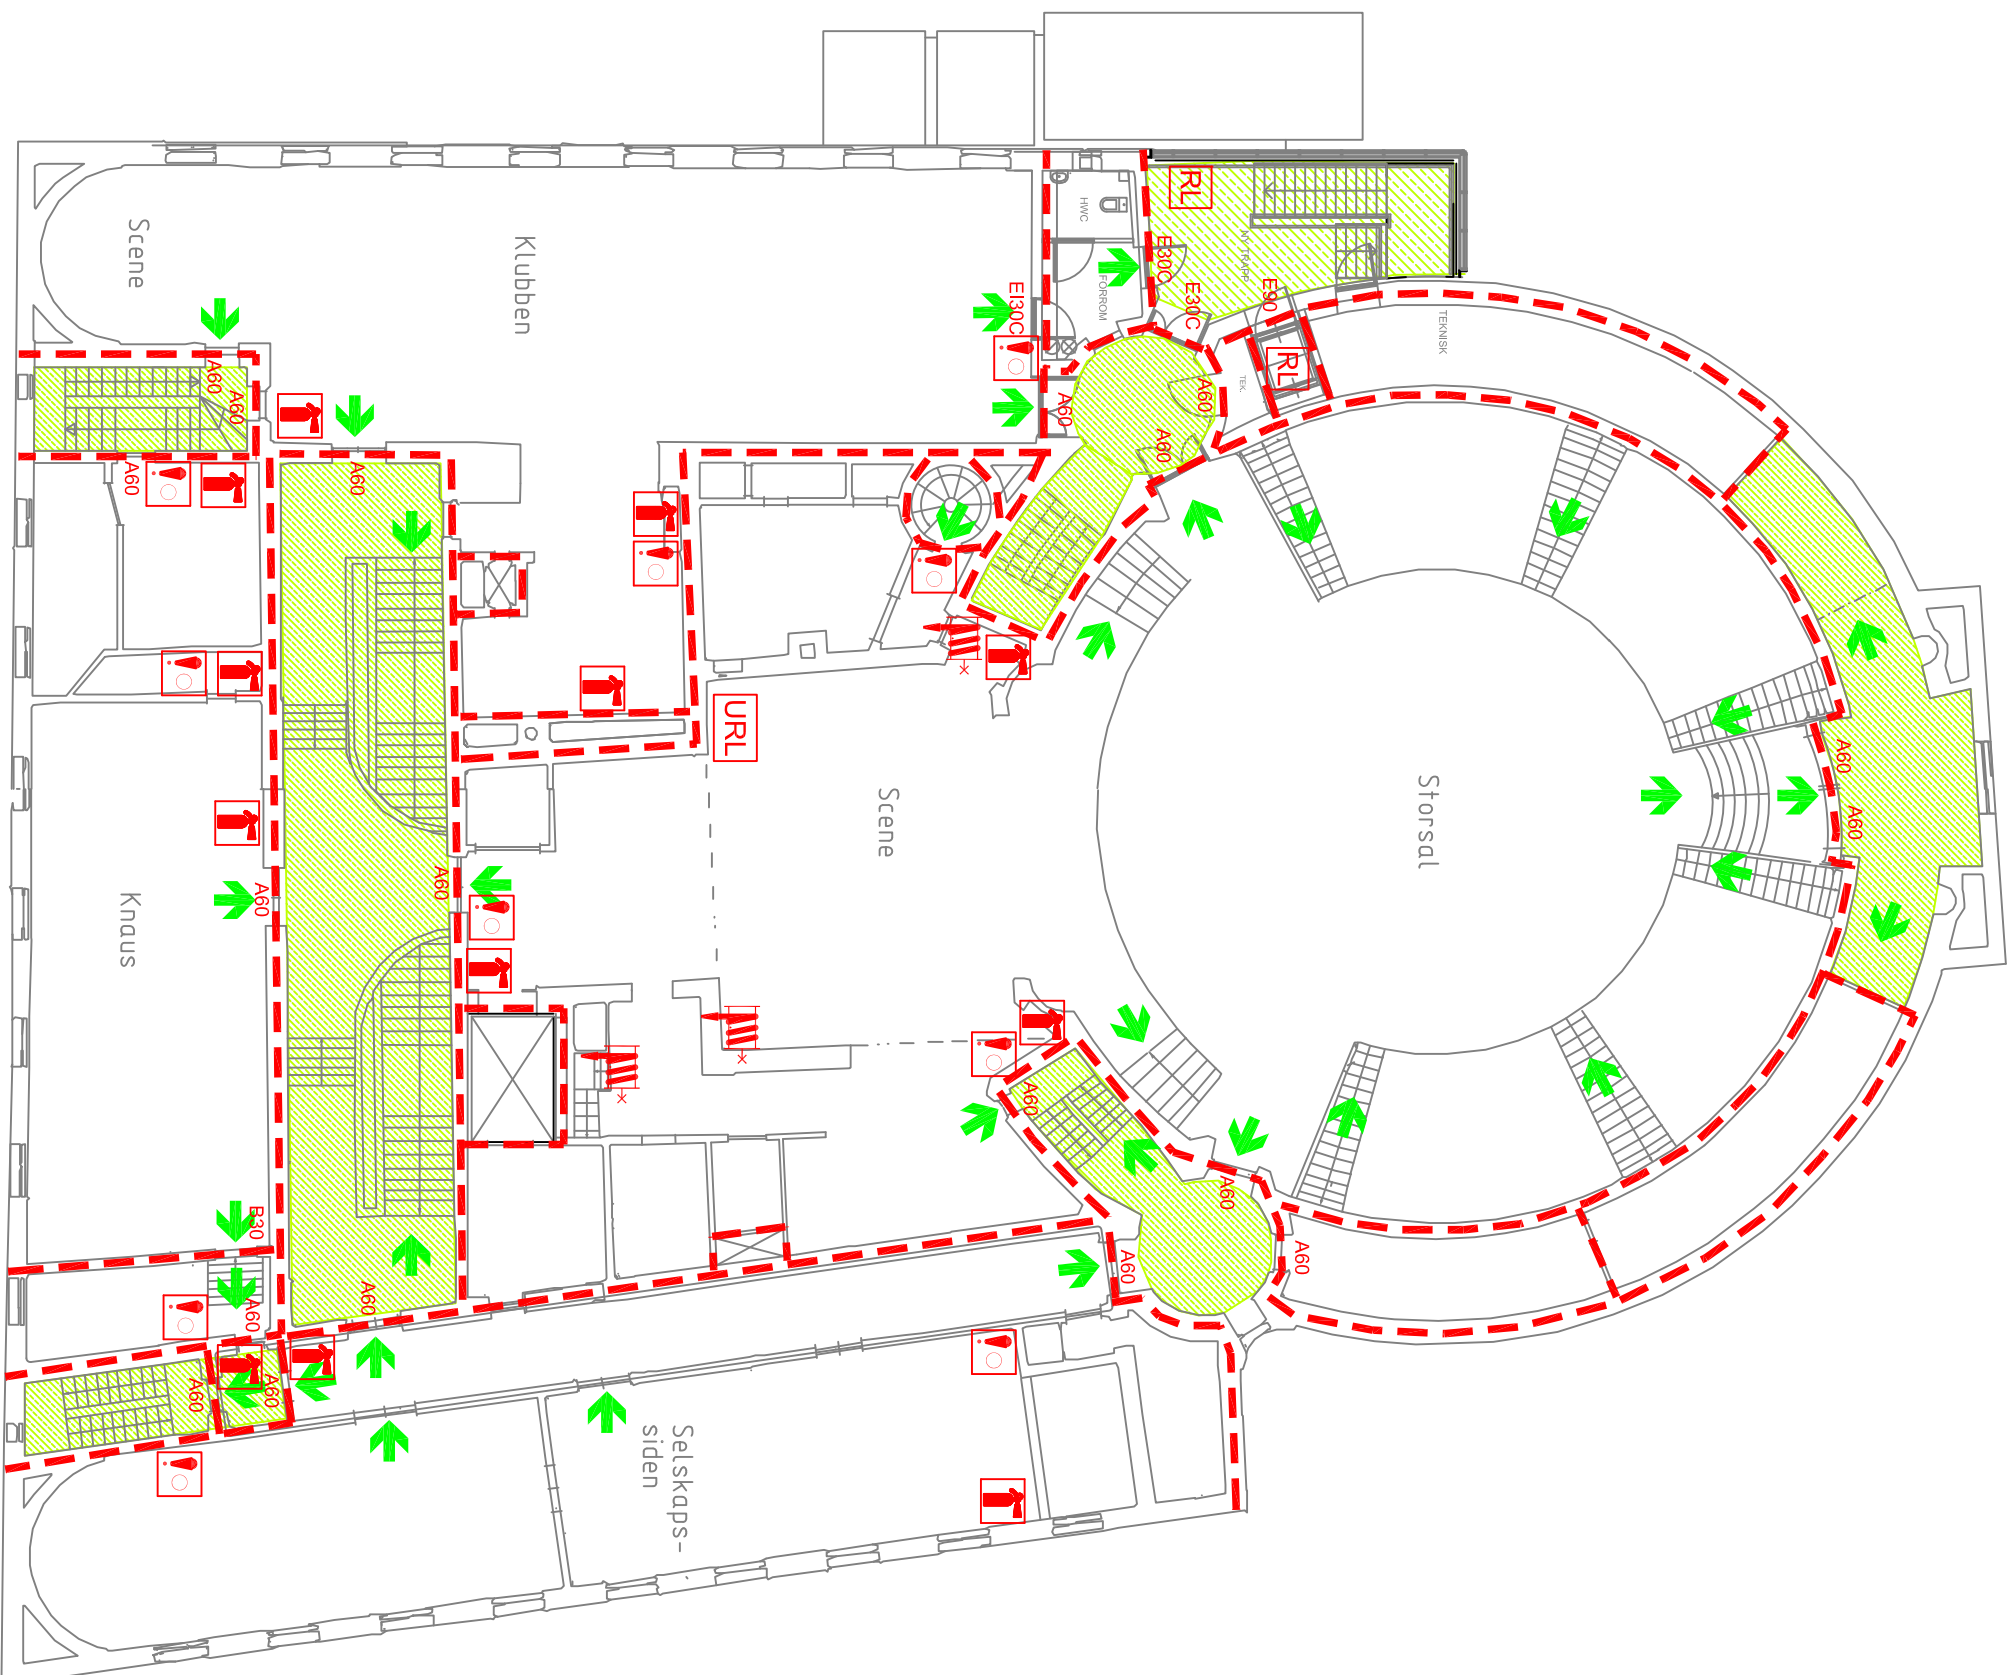 RL
HWC
NY TRAPP
E30C
FORROM
E30C
E90
EI30C
TEKNISK
RL
TEK.
Scene
Klubben
A60
A60
A60
A60
A60
A60
A60
URL
Scene
Storsal
A60
A60
A60
A60
Knaus
A60
A60
A60
A60
B30
A60
A60
A60
A60
Selskaps-
siden